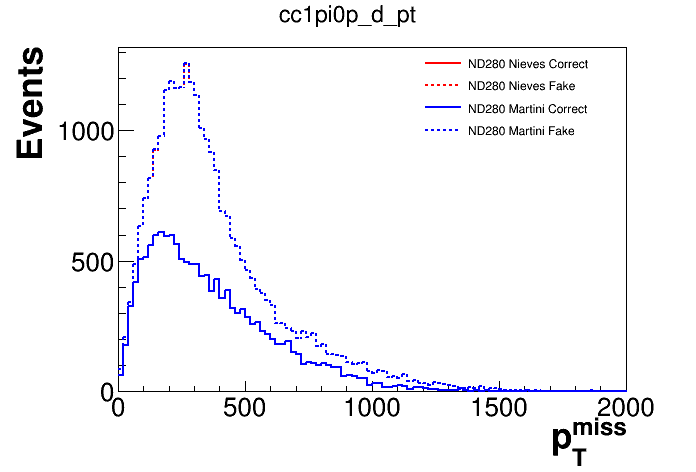 cc1pi0p_d_pt
Events
ND280 Nieves Correct
ND280 Nieves Fake
ND280 Martini Correct
ND280 Martini Fake
1000
500
0
0 500 1000 1500 2000
p_T^miss